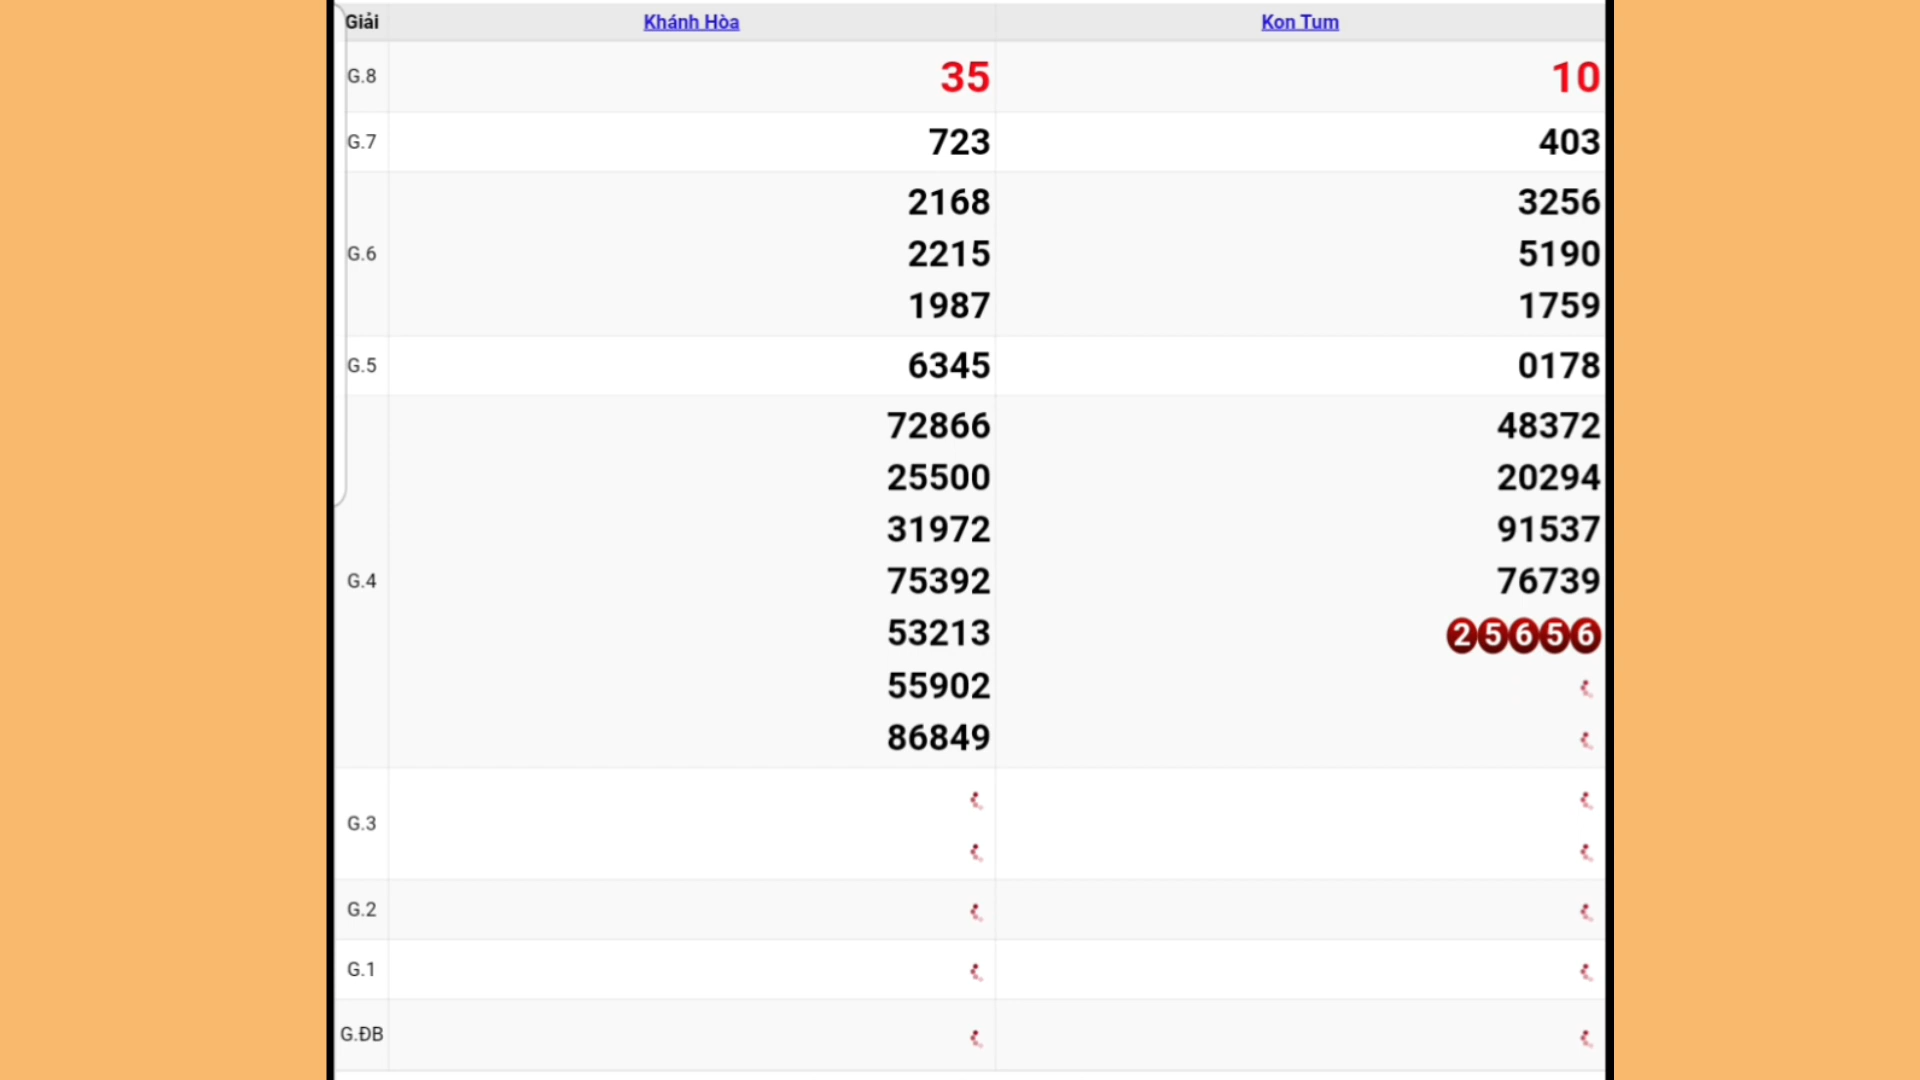 Giải Khánh Hòa Kon Tum
G.8 35 10
G.7 723 403
2168 3256
G.6 2215 5190
1987 1759
G.5 6345 0178
72866 48372
25500 20294
31972 91537
G.4 75392 76739
53213 25656
55902
86849
G.3
G.2
G.1
G.ĐB